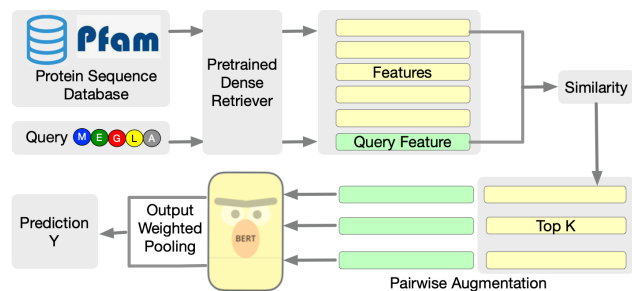 Pfam
Protein Sequence
Database
Query M E G L A
Pretrained
Dense
Retriever
Features
Query Feature
Similarity
Top K
Pairwise Augmentation
BERT
Output
Weighted
Pooling
Prediction
Y